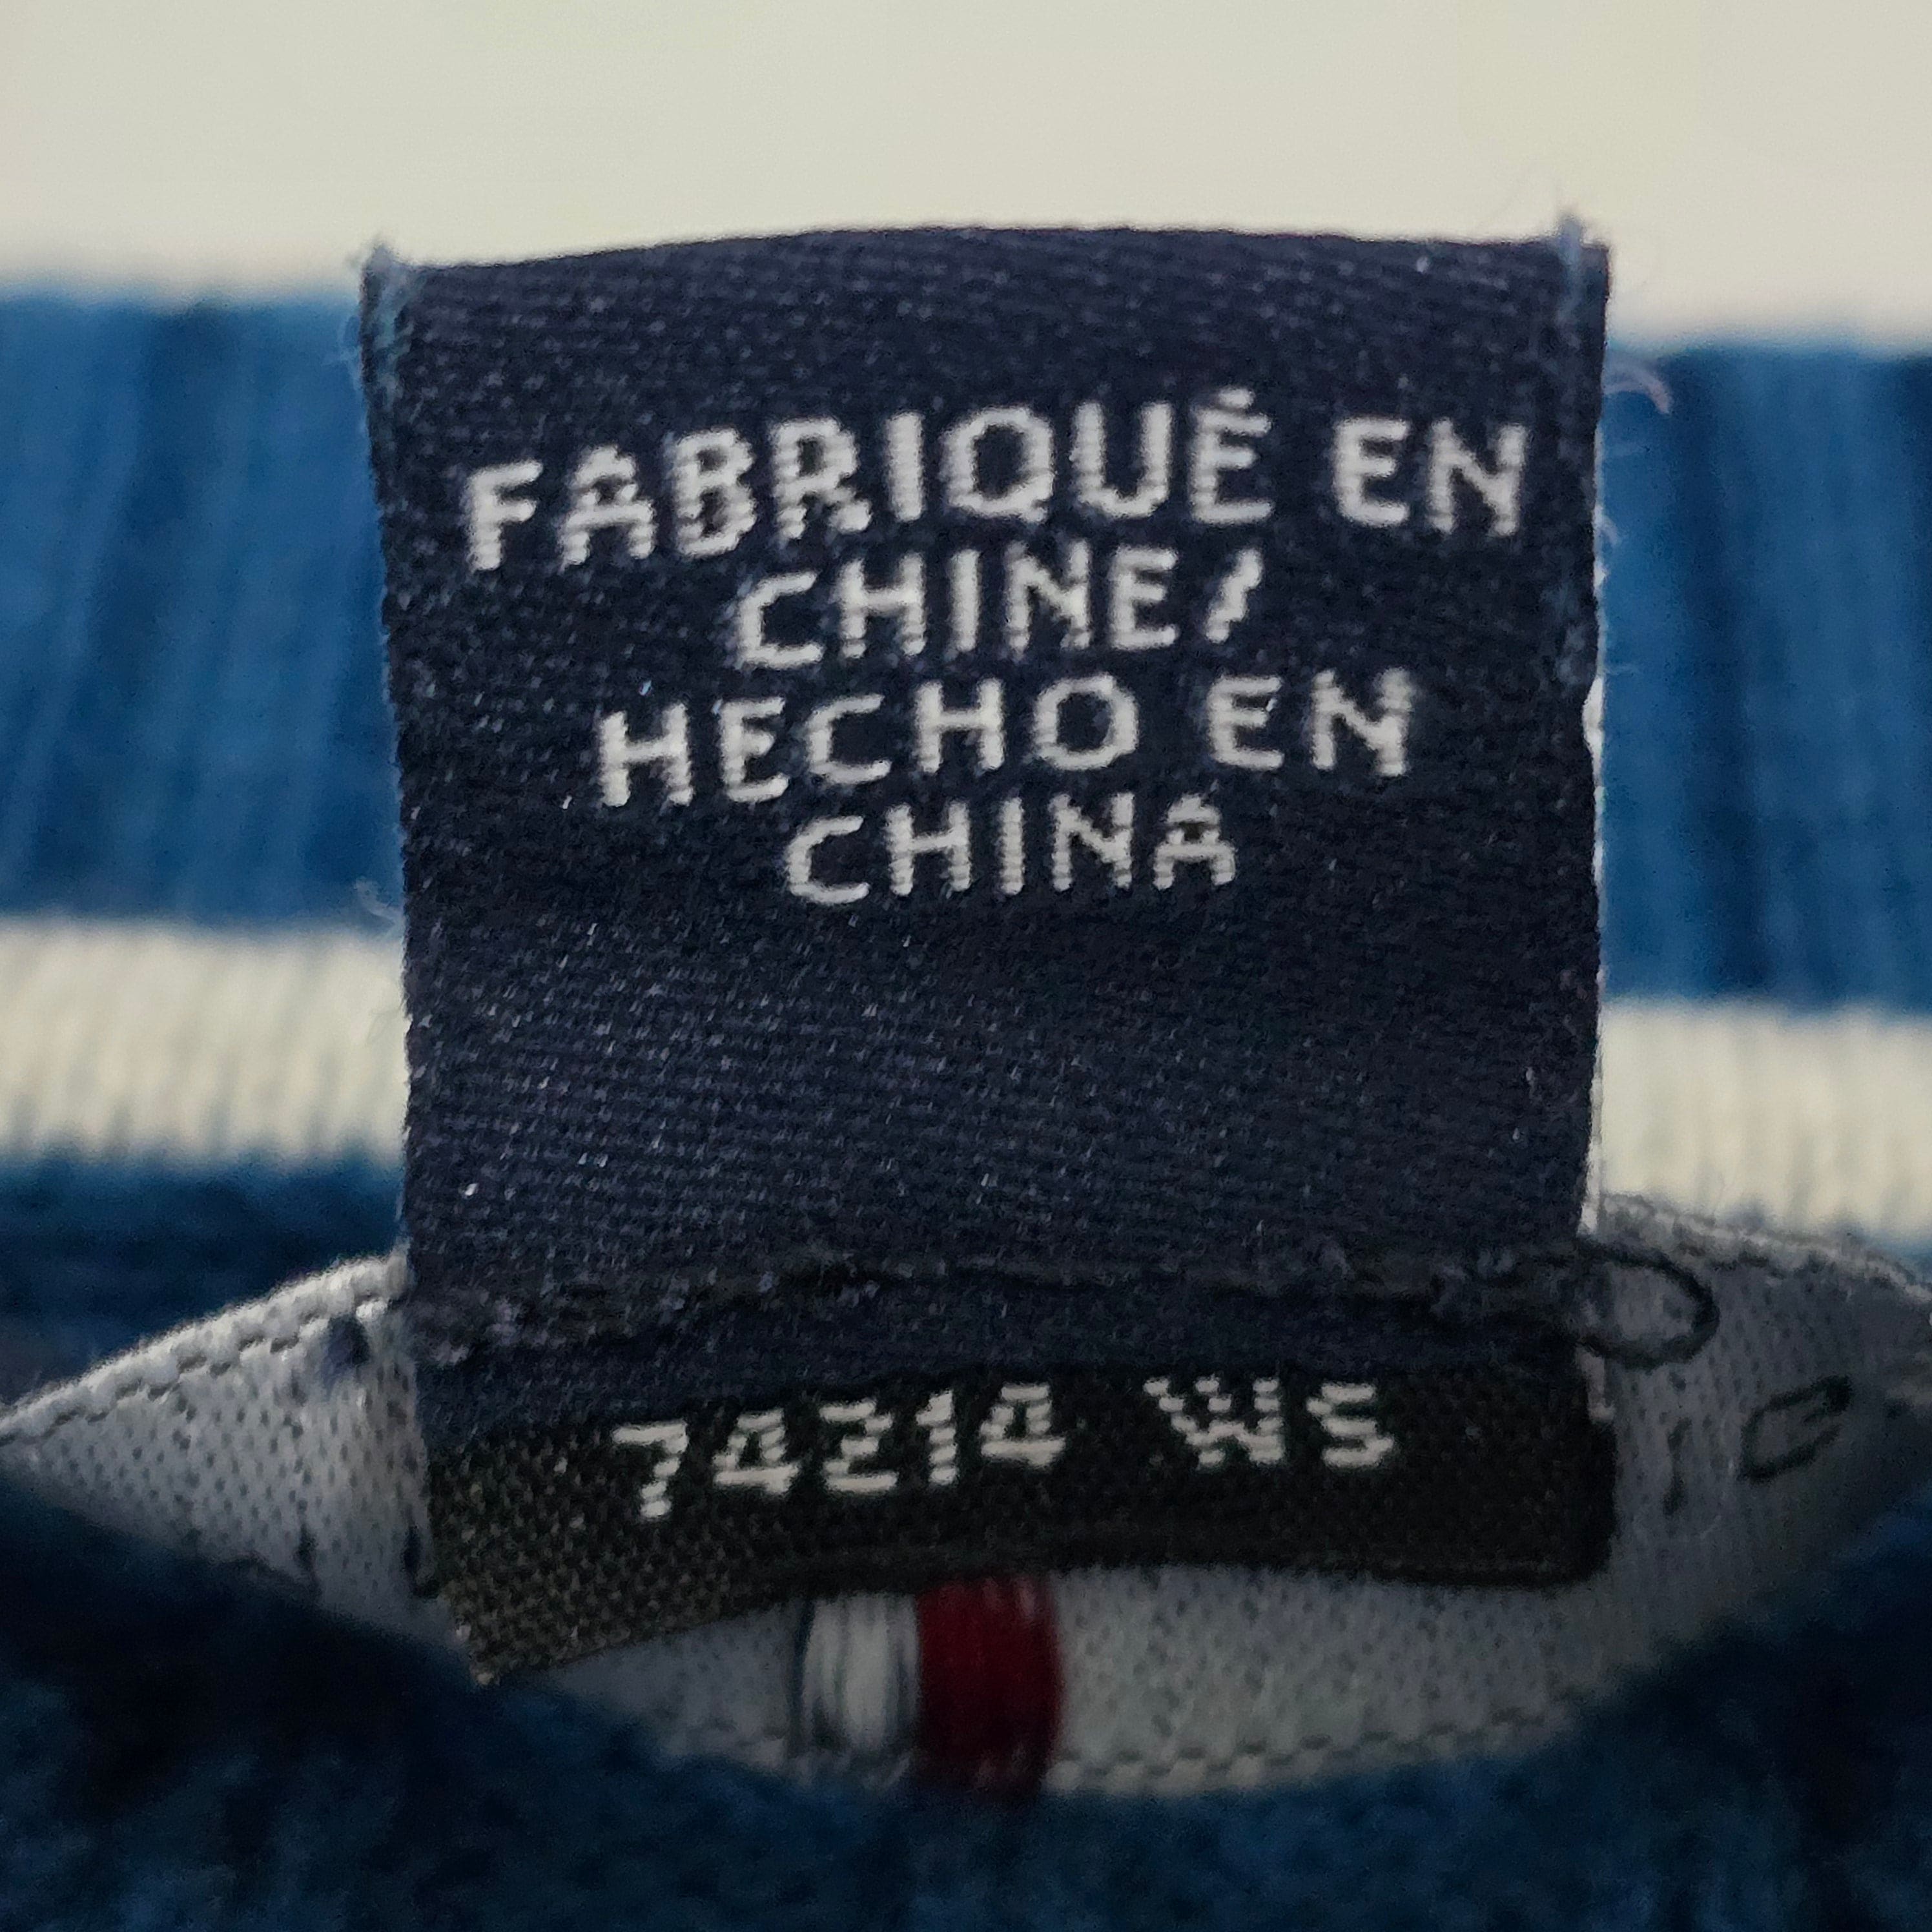 FABRIQUÉ EN
CHINE/
HECHO EN
CHINA
74214 WS